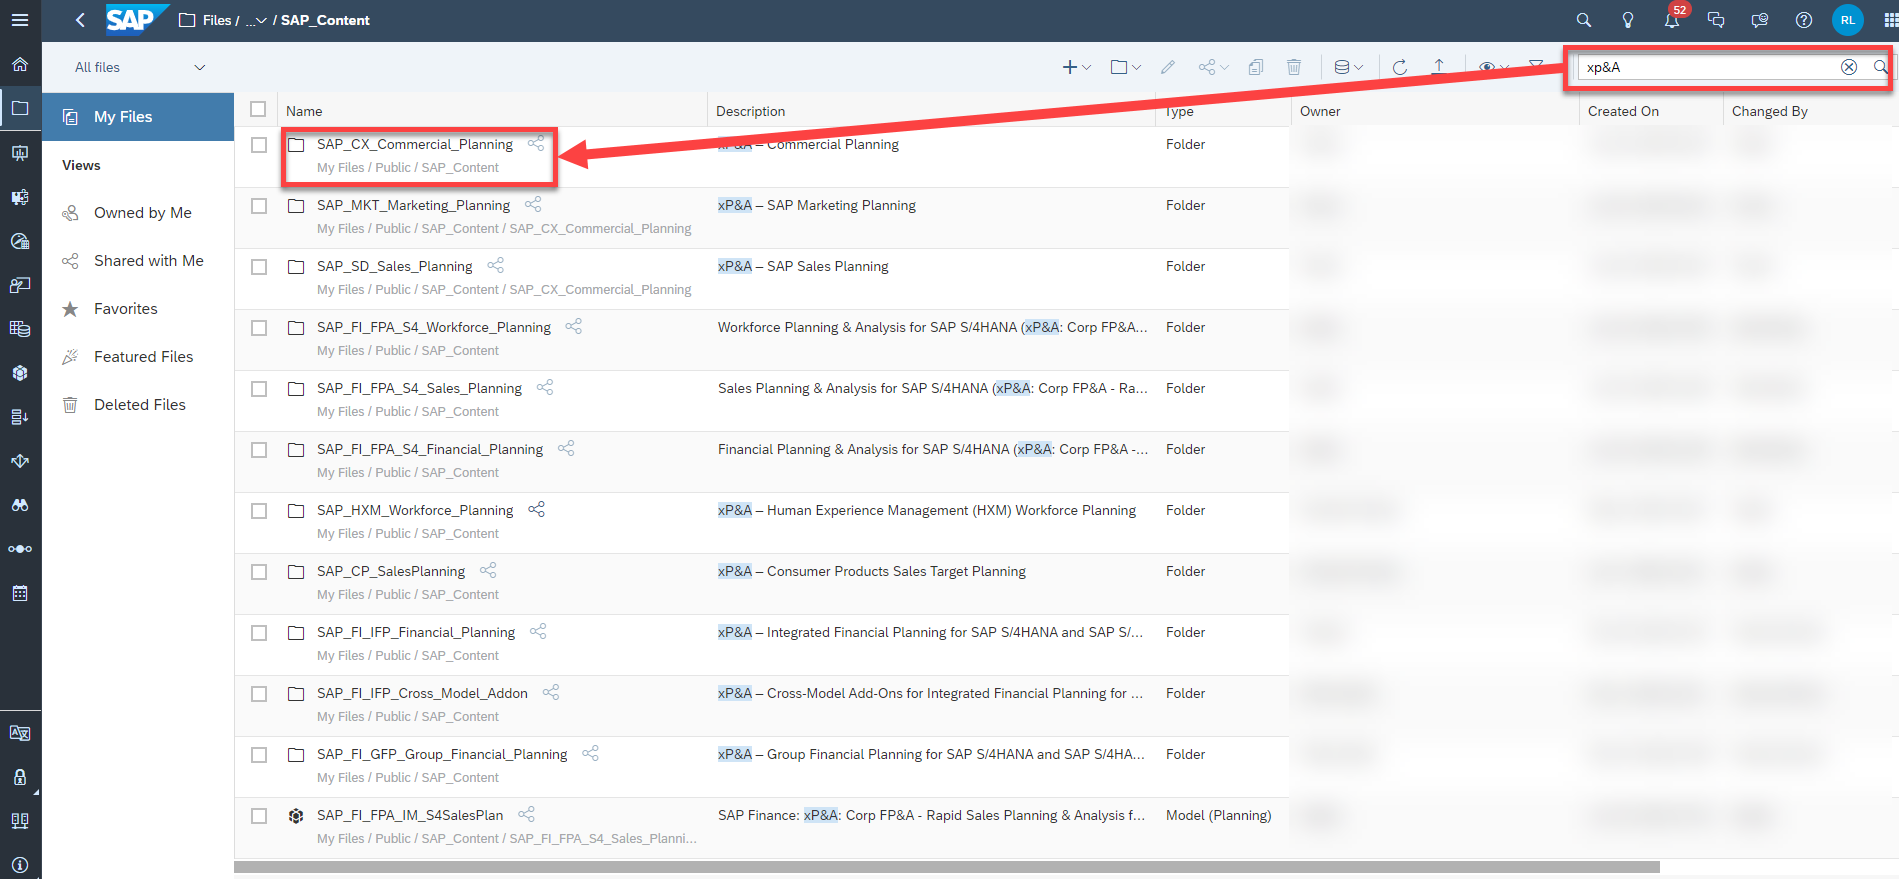 SAP Files / ... / SAP_Content
52
RL
All files
xp&A
My Files
Views
Owned by Me
Shared with Me
Favorites
Featured Files
Deleted Files
Name Description Type Owner Created On Changed By
SAP_CX_Commercial_Planning xP&A – Commercial Planning Folder
My Files / Public / SAP_Content
SAP_MKT_Marketing_Planning xP&A – SAP Marketing Planning Folder
My Files / Public / SAP_Content / SAP_CX_Commercial_Planning
SAP_SD_Sales_Planning xP&A – SAP Sales Planning Folder
My Files / Public / SAP_Content / SAP_CX_Commercial_Planning
SAP_FI_FPA_S4_Workforce_Planning Workforce Planning & Analysis for SAP S/4HANA (xP&A: Corp FP&A... Folder
My Files / Public / SAP_Content
SAP_FI_FPA_S4_Sales_Planning Sales Planning & Analysis for SAP S/4HANA (xP&A: Corp FP&A - Ra... Folder
My Files / Public / SAP_Content
SAP_FI_FPA_S4_Financial_Planning Financial Planning & Analysis for SAP S/4HANA (xP&A: Corp FP&A -... Folder
My Files / Public / SAP_Content
SAP_HXM_Workforce_Planning xP&A – Human Experience Management (HXM) Workforce Planning Folder
My Files / Public / SAP_Content
SAP_CP_SalesPlanning xP&A – Consumer Products Sales Target Planning Folder
My Files / Public / SAP_Content
SAP_FI_IFP_Financial_Planning xP&A – Integrated Financial Planning for SAP S/4HANA and SAP S/... Folder
My Files / Public / SAP_Content
SAP_FI_IFP_Cross_Model_Addon xP&A – Cross-Model Add-Ons for Integrated Financial Planning for ... Folder
My Files / Public / SAP_Content
SAP_FI_GFP_Group_Financial_Planning xP&A – Group Financial Planning for SAP S/4HANA and SAP S/4HA... Folder
My Files / Public / SAP_Content
SAP_FI_FPA_IM_S4SalesPlan SAP Finance: xP&A: Corp FP&A - Rapid Sales Planning & Analysis f... Model (Planning)
My Files / Public / SAP_Content / SAP_FI_FPA_S4_Sales_Planni...